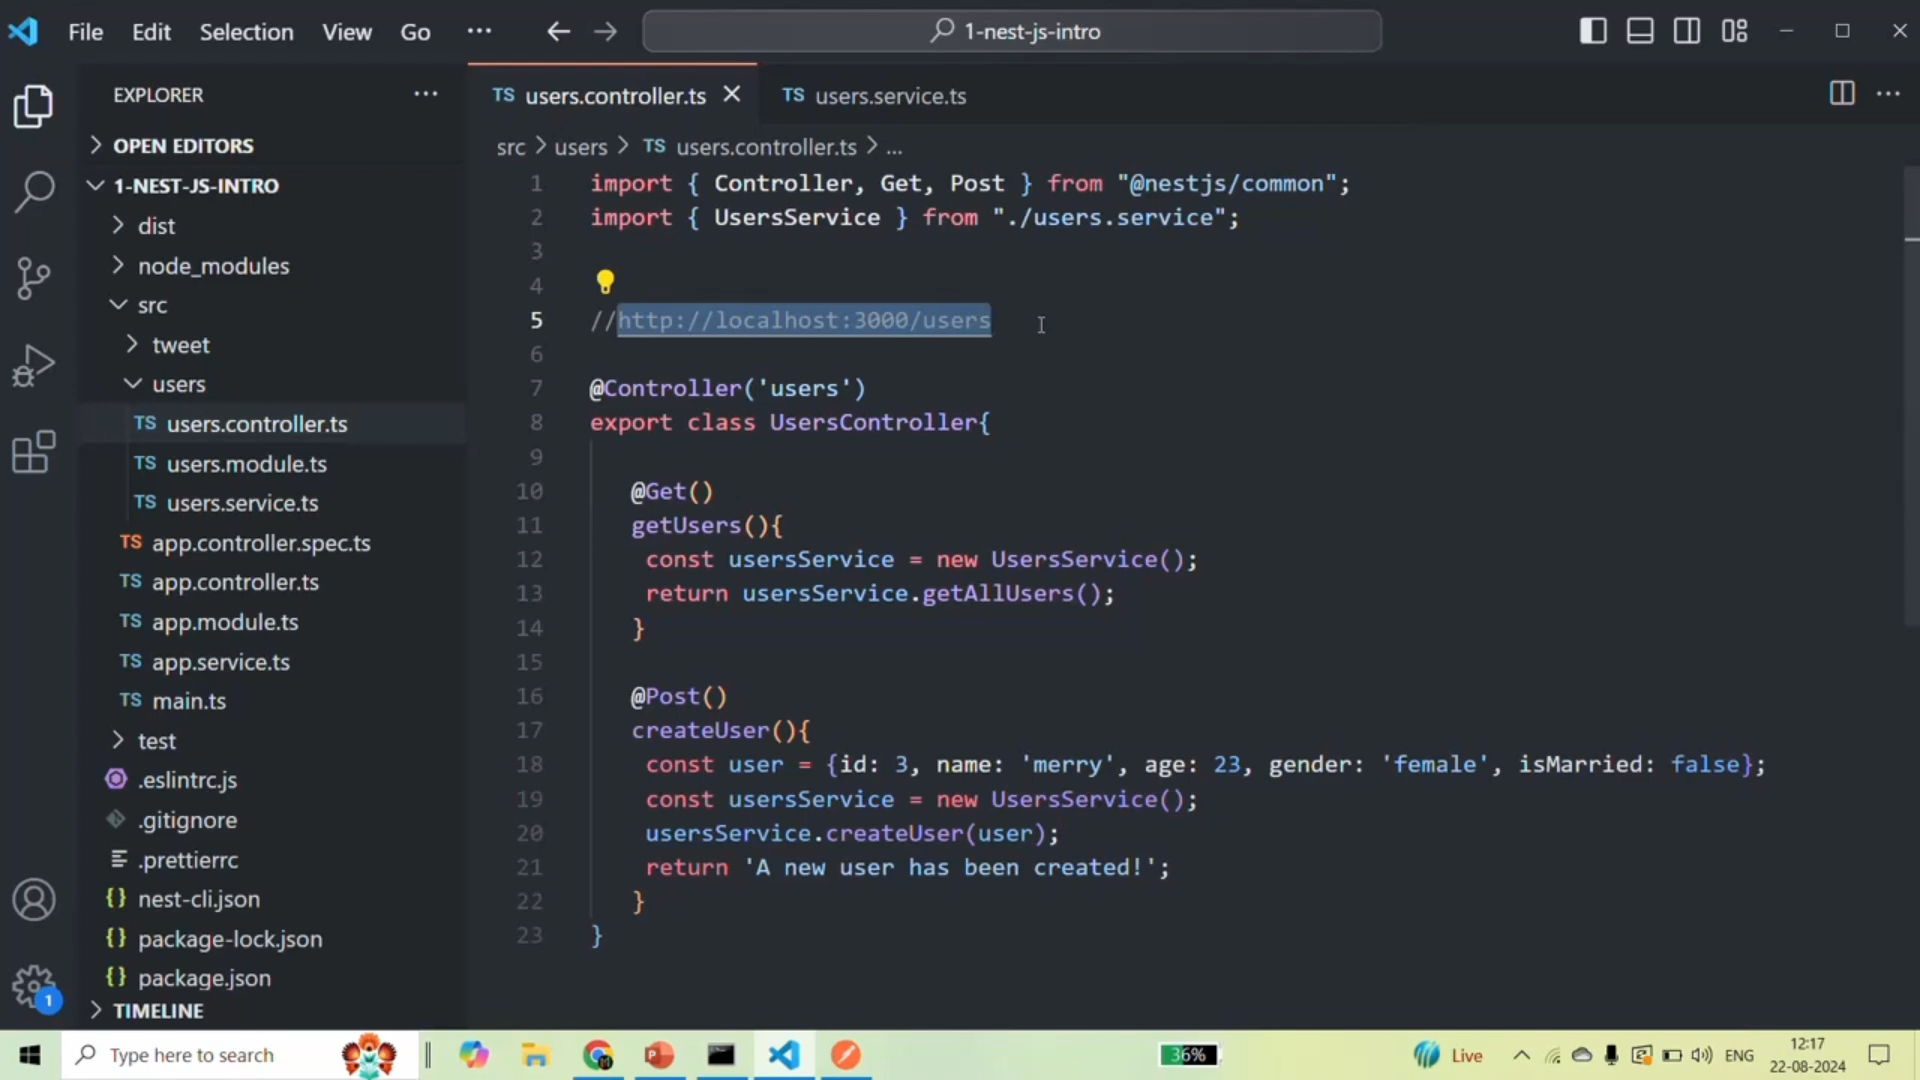 File Edit Selection View Go ··· 1-nest-js-intro
EXPLORER ···
OPEN EDITORS
1-NEST-JS-INTRO
dist
node_modules
src
tweet
users
TS users.controller.ts
TS users.module.ts
TS users.service.ts
TS app.controller.spec.ts
TS app.controller.ts
TS app.module.ts
TS app.service.ts
TS main.ts
test
.eslintrc.js
.gitignore
.prettierrc
{} nest-cli.json
{} package-lock.json
{} package.json
TIMELINE
1
TS users.controller.ts TS users.service.ts
src > users > TS users.controller.ts > ...
1 import { Controller, Get, Post } from "@nestjs/common";
2 import { UsersService } from "./users.service";
3
4
5 //http://localhost:3000/users
6
7 @Controller('users')
8 export class UsersController{
9
10 @Get()
11 getUsers(){
12 const usersService = new UsersService();
13 return usersService.getAllUsers();
14 }
15
16 @Post()
17 createUser(){
18 const user = {id: 3, name: 'merry', age: 23, gender: 'female', isMarried: false};
19 const usersService = new UsersService();
20 usersService.createUser(user);
21 return 'A new user has been created!';
22 }
23 }
Type here to search 36% Live ENG 12:17
22-08-2024